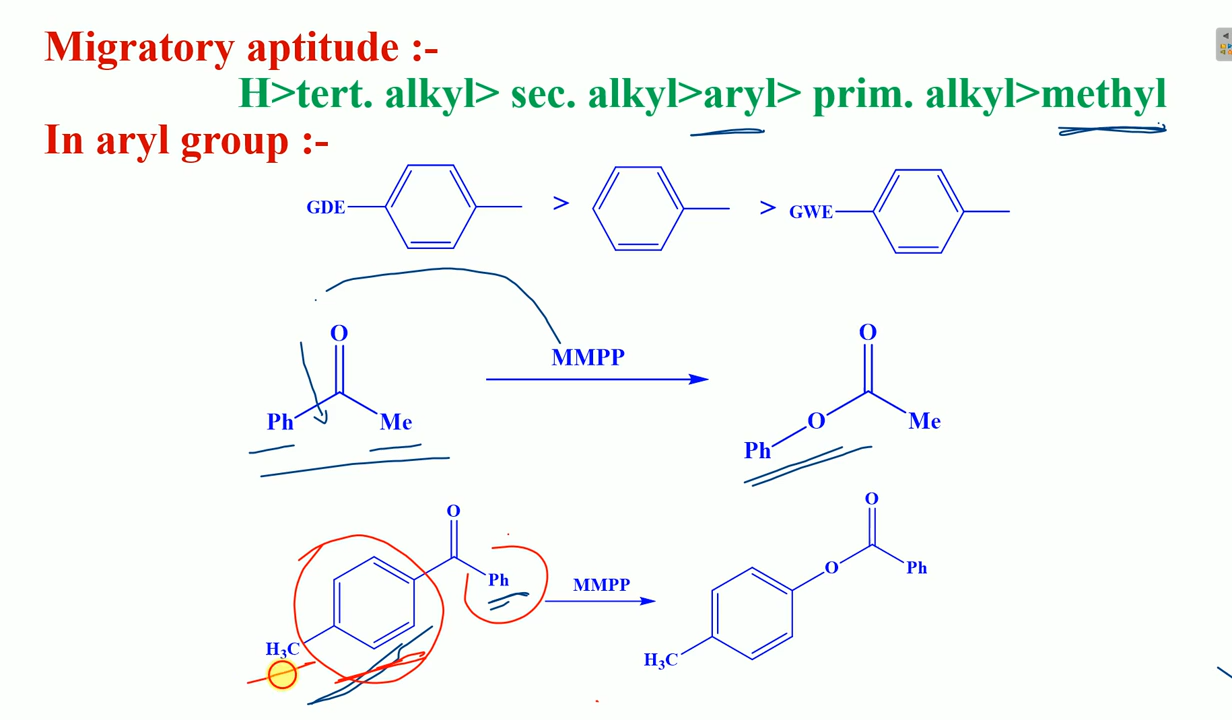 Migratory aptitude :-
H>tert. alkyl> sec. alkyl>aryl> prim. alkyl>methyl
In aryl group :-
GDE > > GWE
O
Ph Me
MMPP
O
Ph O Me
O
Ph
H₃C
MMPP
O
O Ph
H₃C